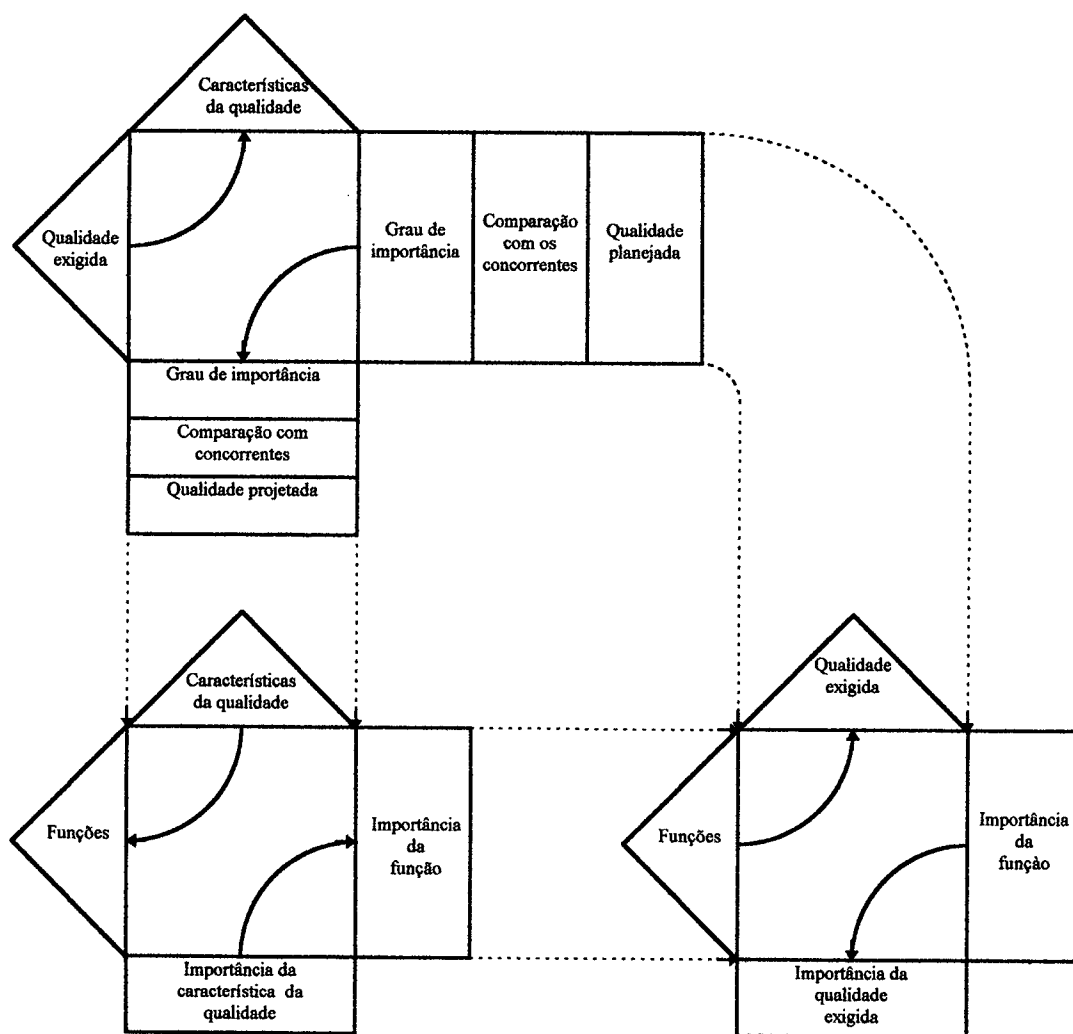 Características
da qualidade
Qualidade
exigida
Grau de
importância
Comparação
com os
concorrentes
Qualidade
planejada
Grau de importância
Comparação com
concorrentes
Qualidade projetada
Características
da qualidade
Funções
Importância
da
função
Importância da
característica da
qualidade
Qualidade
exigida
Funções
Importância
da
funçào
Importância da
qualidade
exigida